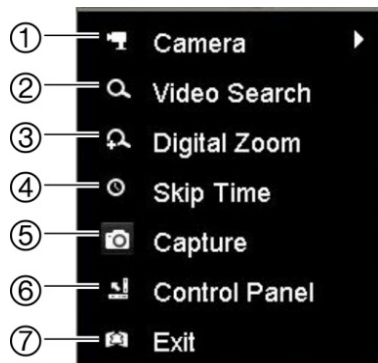 ① Camera
② Video Search
③ Digital Zoom
④ Skip Time
⑤ Capture
⑥ Control Panel
⑦ Exit